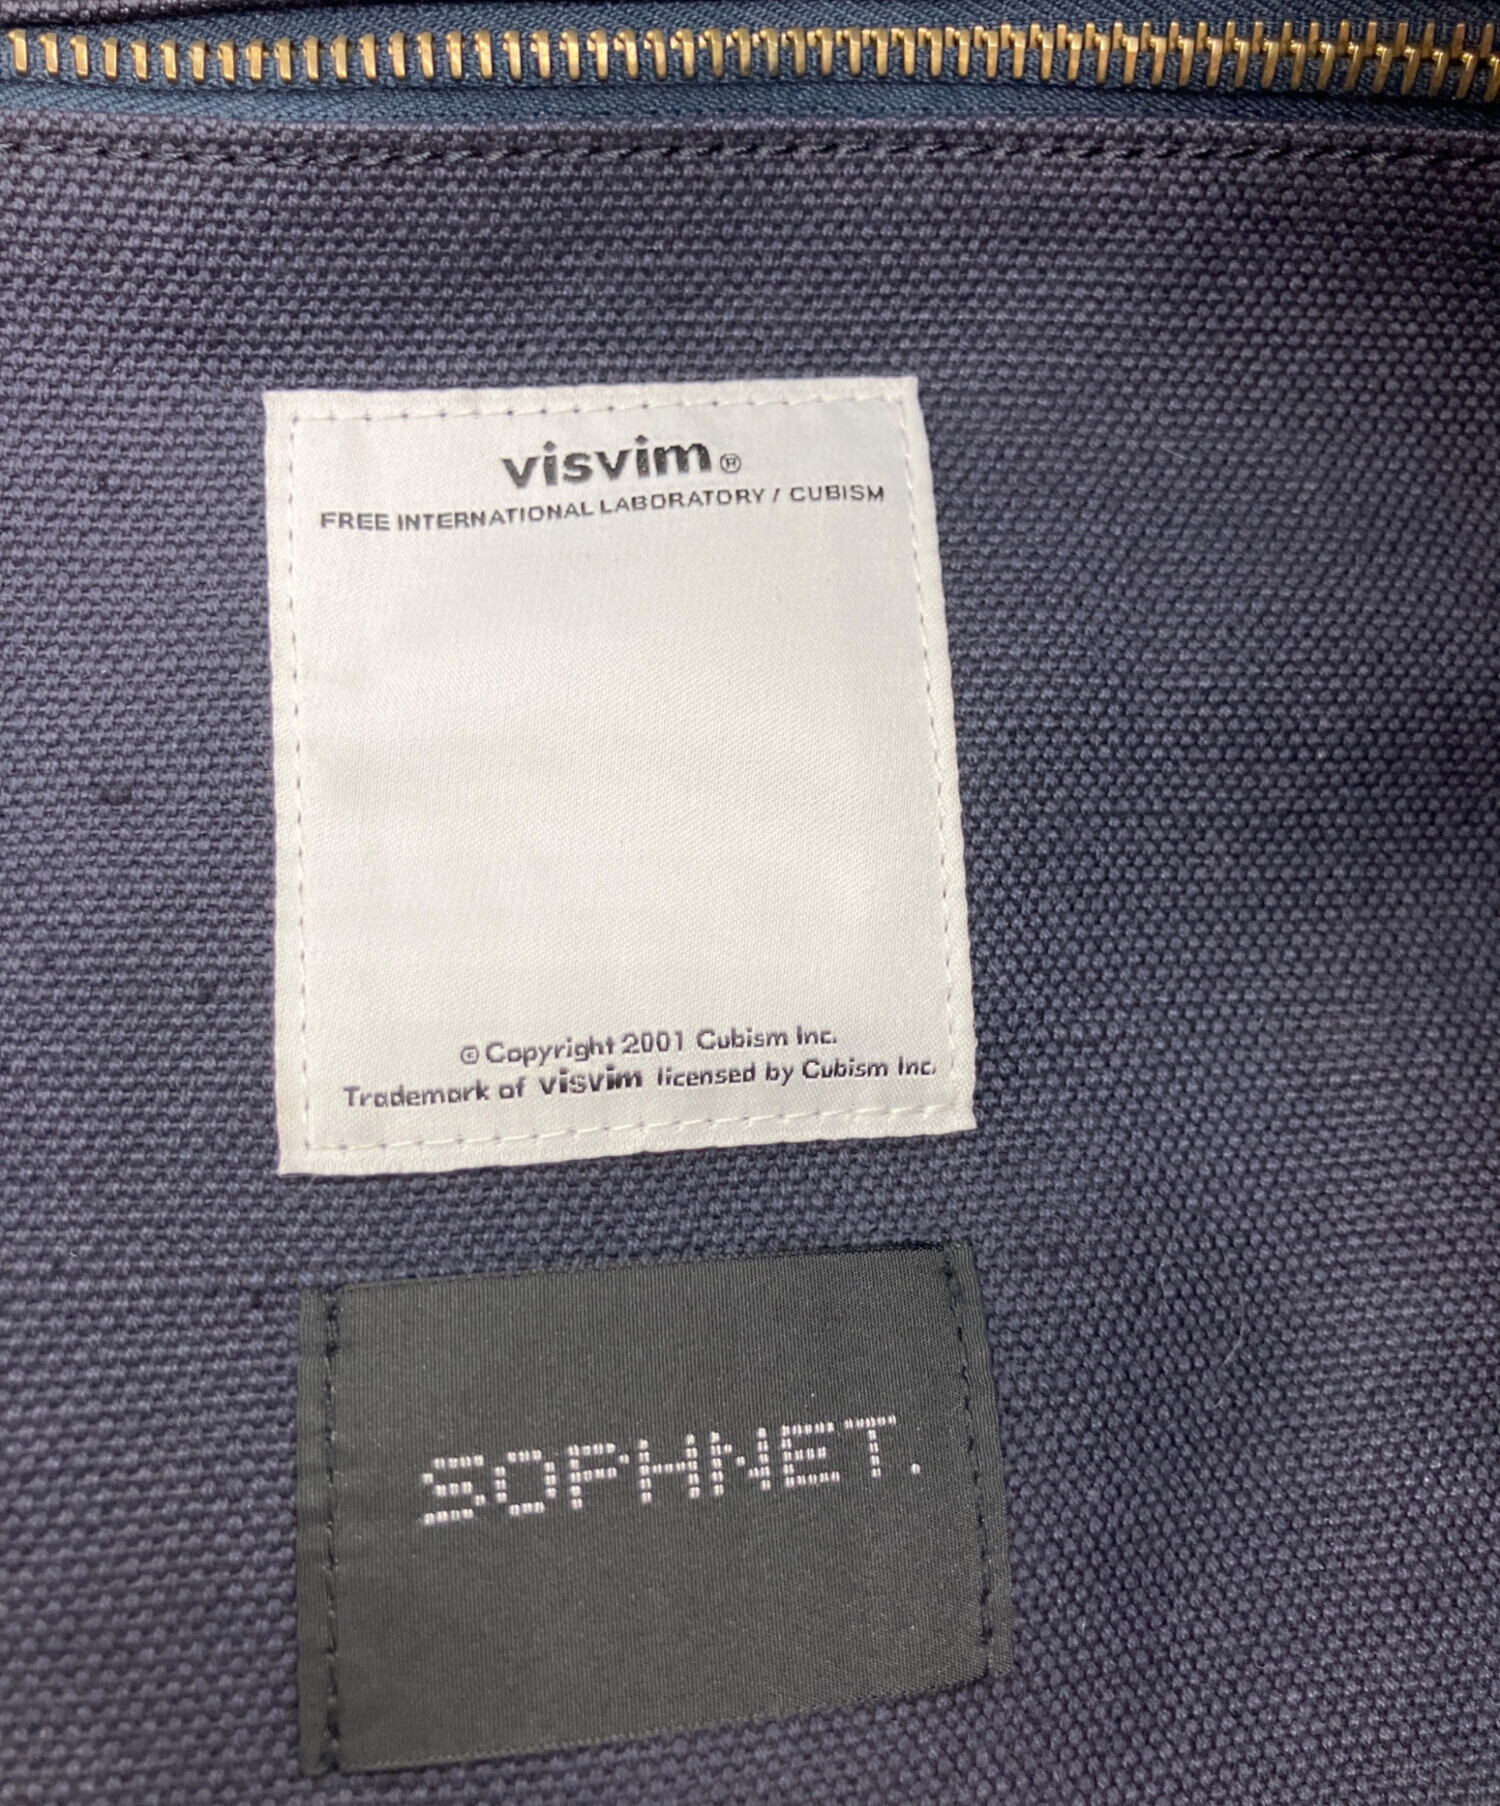 visvim®
FREE INTERNATIONAL LABORATORY / CUBISM
© Copyright 2001 Cubism Inc.
Trademark of visvim licensed by Cubism Inc.
SOPHNET.